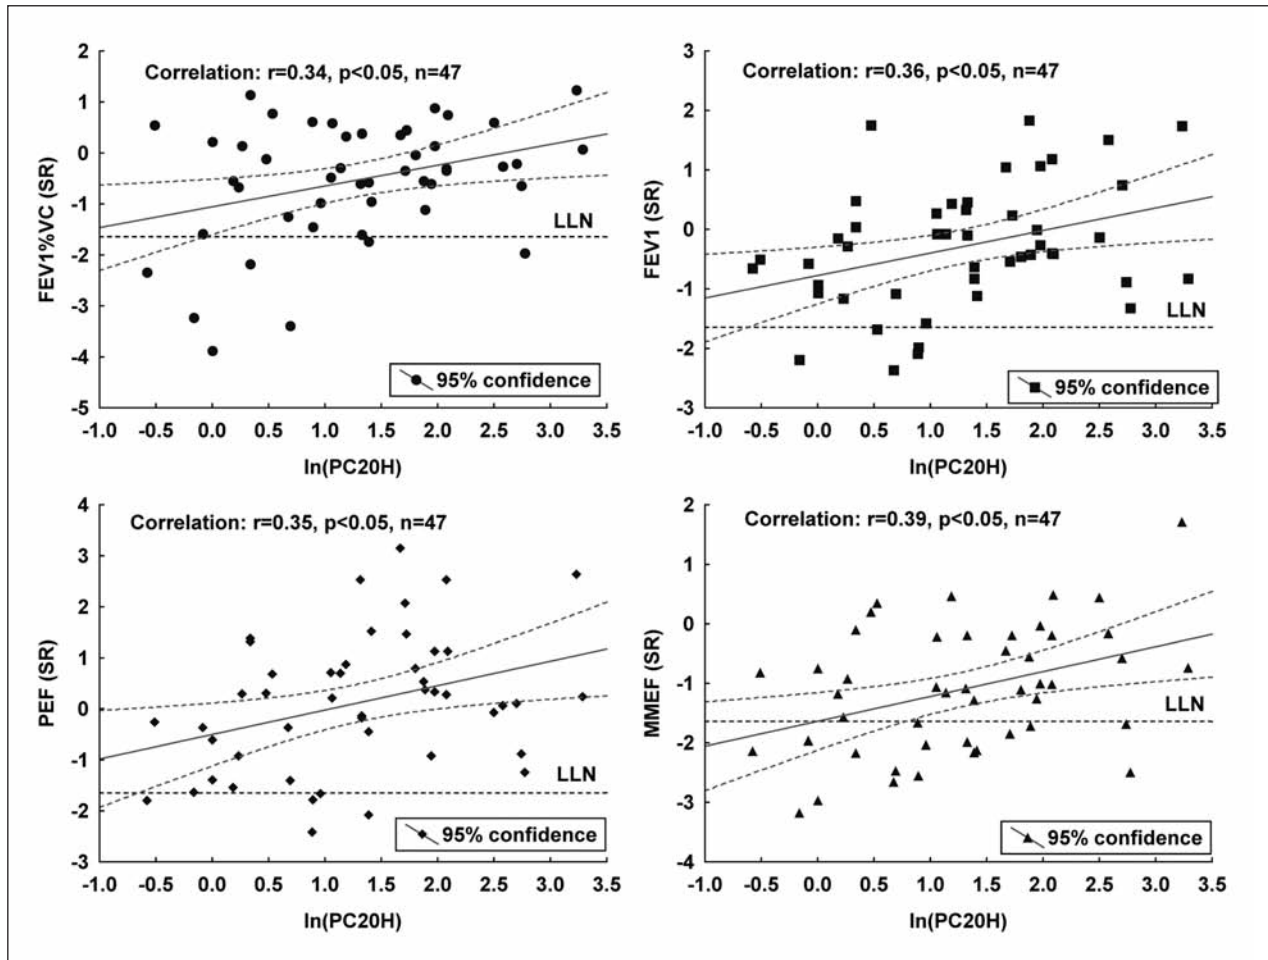 Correlation: r=0.34, p<0.05, n=47
FEV1%VC (SR)
2
1
0
-1
-2
-3
-4
-5
LLN
95% confidence
-1.0 -0.5 0.0 0.5 1.0 1.5 2.0 2.5 3.0 3.5
ln(PC20H)
Correlation: r=0.36, p<0.05, n=47
FEV1 (SR)
3
2
1
0
-1
-2
-3
LLN
95% confidence
-1.0 -0.5 0.0 0.5 1.0 1.5 2.0 2.5 3.0 3.5
ln(PC20H)
Correlation: r=0.35, p<0.05, n=47
PEF (SR)
4
3
2
1
0
-1
-2
-3
LLN
95% confidence
-1.0 -0.5 0.0 0.5 1.0 1.5 2.0 2.5 3.0 3.5
ln(PC20H)
Correlation: r=0.39, p<0.05, n=47
MMEF (SR)
2
1
0
-1
-2
-3
-4
LLN
95% confidence
-1.0 -0.5 0.0 0.5 1.0 1.5 2.0 2.5 3.0 3.5
ln(PC20H)